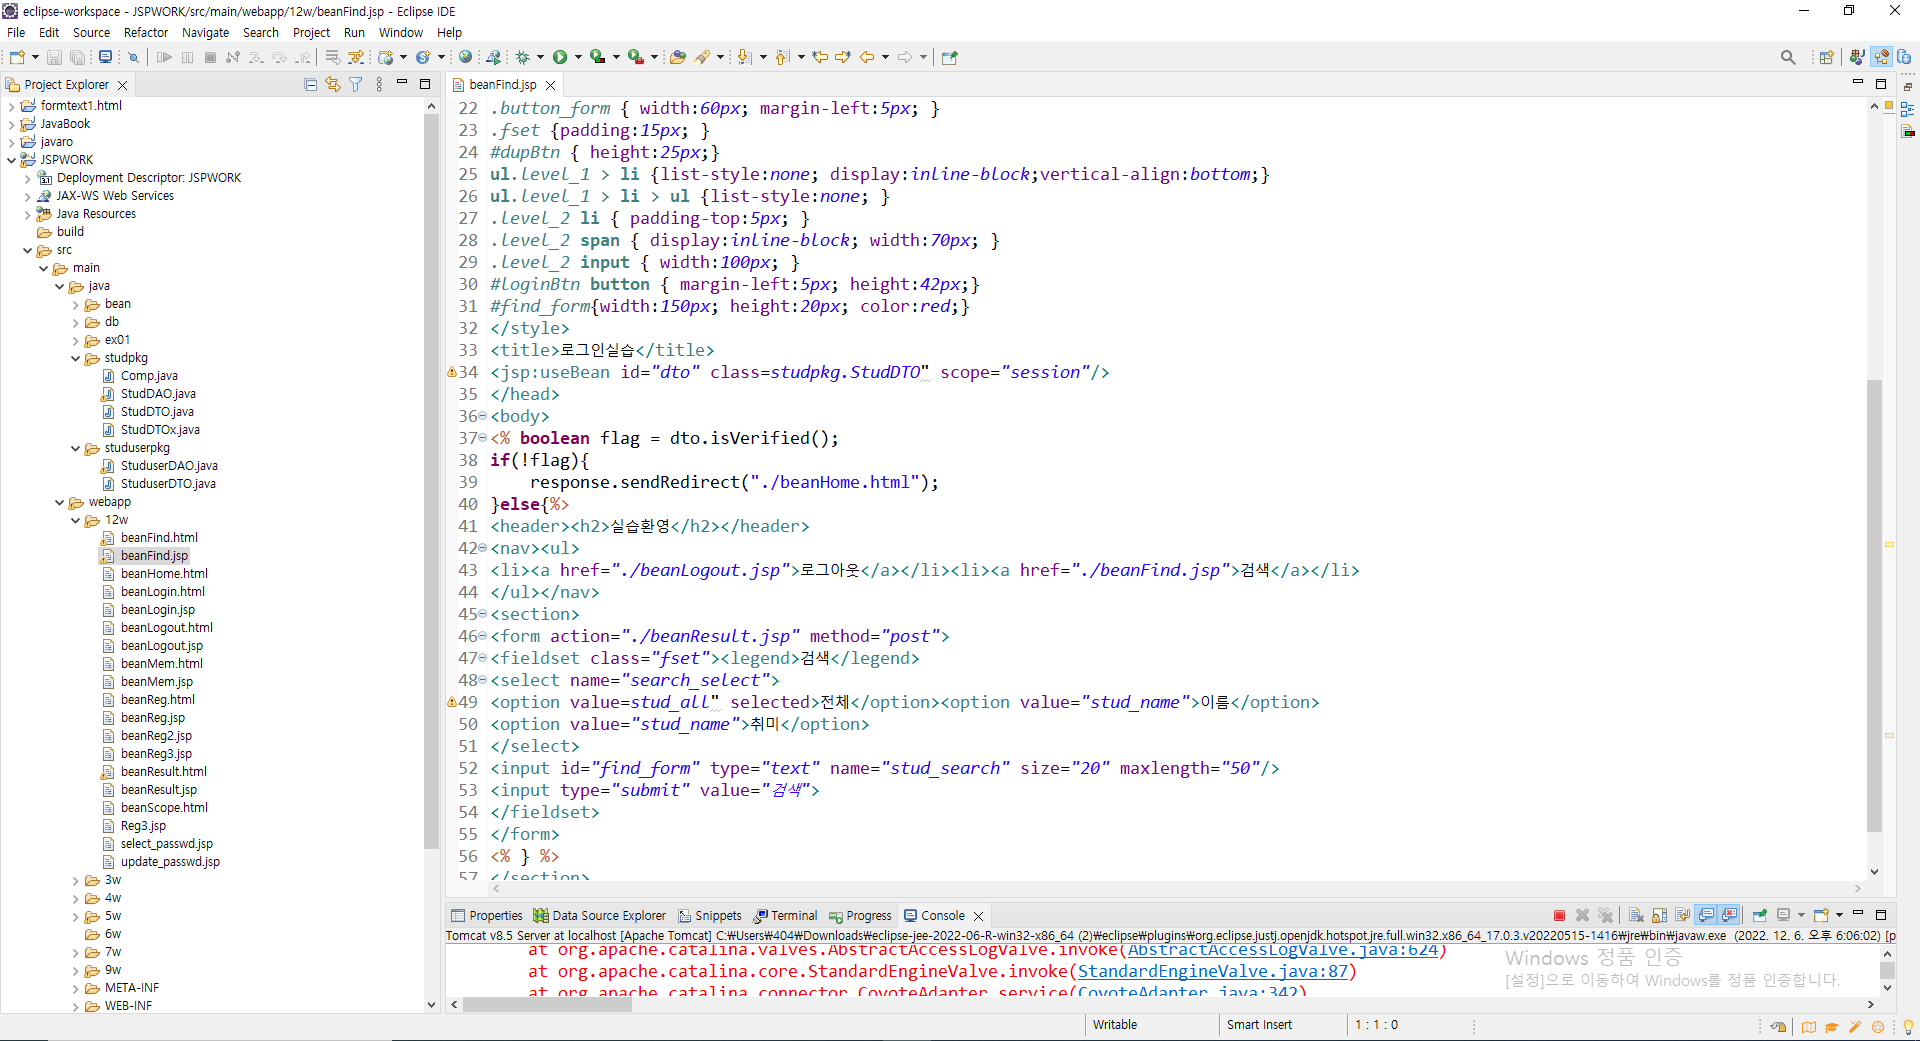 eclipse-workspace - JSPWORK/src/main/webapp/12w/beanFind.jsp - Eclipse IDE
File Edit Source Refactor Navigate Search Project Run Window Help
Project Explorer
formtext1.html
JavaBook
javaro
JSPWORK
Deployment Descriptor: JSPWORK
JAX-WS Web Services
Java Resources
build
src
main
java
bean
db
ex01
studpkg
Comp.java
StudDAO.java
StudDTO.java
StudDTOx.java
studuserpkg
StuduserDAO.java
StuduserDTO.java
webapp
12w
beanFind.html
beanFind.jsp
beanHome.html
beanLogin.html
beanLogin.jsp
beanLogout.html
beanLogout.jsp
beanMem.html
beanMem.jsp
beanReg.html
beanReg.jsp
beanReg2.jsp
beanReg3.jsp
beanResult.html
beanResult.jsp
beanScope.html
Reg3.jsp
select_passwd.jsp
update_passwd.jsp
3w
4w
5w
6w
7w
9w
META-INF
WEB-INF
beanFind.jsp
22 .button_form { width:60px; margin-left:5px; }
23 .fset {padding:15px; }
24 #dupBtn { height:25px;}
25 ul.level_1 > li {list-style:none; display:inline-block;vertical-align:bottom;}
26 ul.level_1 > li > ul {list-style:none; }
27 .level_2 li { padding-top:5px; }
28 .level_2 span { display:inline-block; width:70px; }
29 .level_2 input { width:100px; }
30 #loginBtn button { margin-left:5px; height:42px;}
31 #find_form{width:150px; height:20px; color:red;}
32 </style>
33 <title>로그인실습</title>
34 <jsp:useBean id="dto" class=studpkg.StudDTO" scope="session"/>
35 </head>
36 <body>
37 <% boolean flag = dto.isVerified();
38 if(!flag){
39 response.sendRedirect("./beanHome.html");
40 }else{%>
41 <header><h2>실습환영</h2></header>
42 <nav><ul>
43 <li><a href="./beanLogout.jsp">로그아웃</a></li><li><a href="./beanFind.jsp">검색</a></li>
44 </ul></nav>
45 <section>
46 <form action="./beanResult.jsp" method="post">
47 <fieldset class="fset"><legend>검색</legend>
48 <select name="search_select">
49 <option value=stud_all" selected>전체</option><option value="stud_name">이름</option>
50 <option value="stud_name">취미</option>
51 </select>
52 <input id="find_form" type="text" name="stud_search" size="20" maxlength="50"/>
53 <input type="submit" value="검색">
54 </fieldset>
55 </form>
56 <% } %>
57 </section>
Properties Data Source Explorer Snippets Terminal Progress Console
Tomcat v8.5 Server at localhost [Apache Tomcat] C:₩Users₩404₩Downloads₩eclipse-jee-2022-06-R-win32-x86_64 (2)₩eclipse₩plugins₩org.eclipse.justj.openjdk.hotspot.jre.full.win32.x86_64_17.0.3.v20220515-1416₩jre₩bin₩javaw.exe (2022. 12. 6. 오후 6:06:02) [p
at org.apache.catalina.valves.AbstractAccessLogValve.invoke(AbstractAccessLogValve.java:624)
at org.apache.catalina.core.StandardEngineValve.invoke(StandardEngineValve.java:87)
at org.apache.catalina.connector.CoyoteAdapter.service(CoyoteAdapter.java:342)
Windows 정품 인증
[설정]으로 이동하여 Windows를 정품 인증합니다.
Writable Smart Insert 1 : 1 : 0